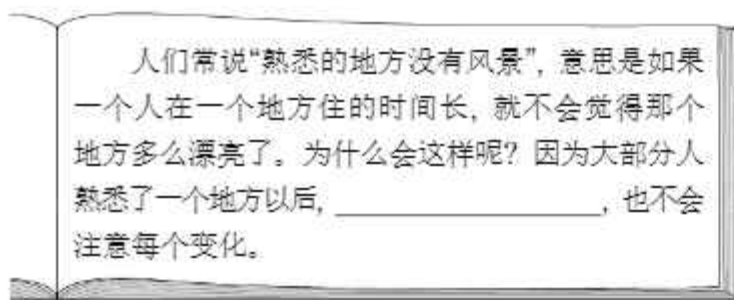 人们常说“熟悉的地方没有风景”, 意思是如果
一个人在一个地方住的时间长, 就不会觉得那个
地方多么漂亮了。为什么会这样呢? 因为大部分人
熟悉了一个地方以后, ____________________, 也不会
注意每个变化。